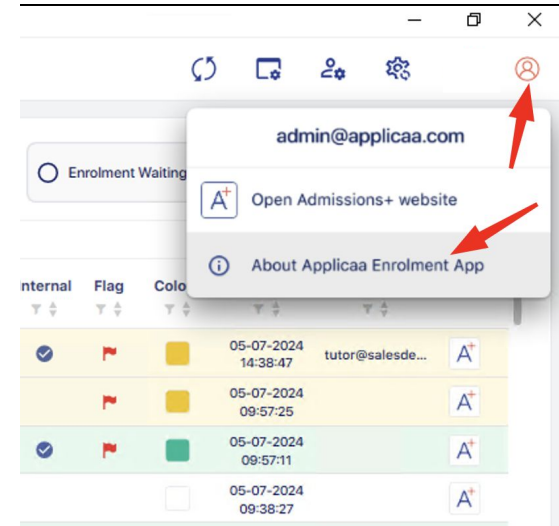 admin@applicaa.com
Enrolment Waiting
A+ Open Admissions+ website
About Applicaa Enrolment App
nternal Flag Colo
05-07-2024
14:38:47 tutor@salesde... A+
05-07-2024
09:57:25 A+
05-07-2024
09:57:11 A+
05-07-2024
09:38:27 A+